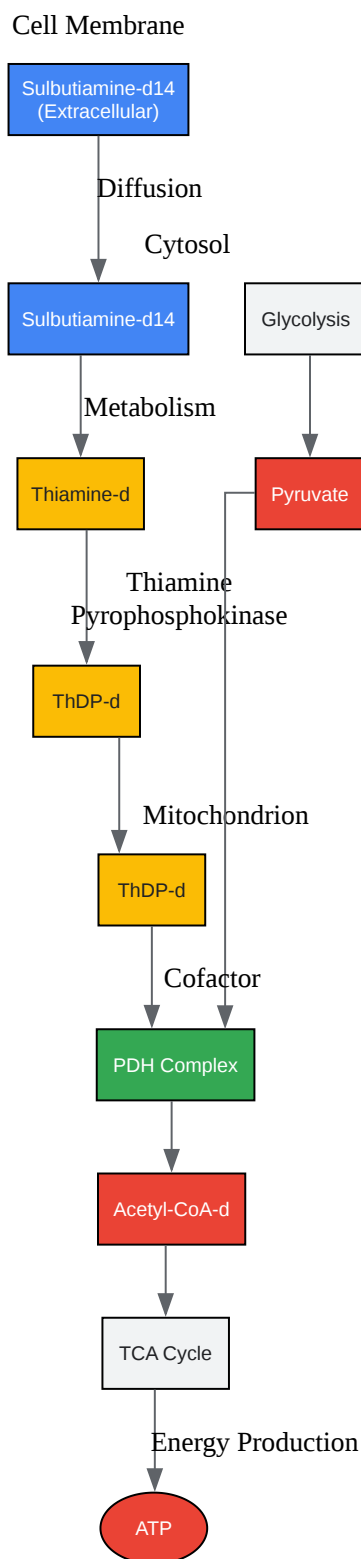 Cell Membrane
Sulbutiamine-d14
(Extracellular)
Diffusion
Cytosol
Sulbutiamine-d14
Glycolysis
Metabolism
Thiamine-d
Pyruvate
Thiamine
Pyrophosphokinase
ThDP-d
Mitochondrion
ThDP-d
Cofactor
PDH Complex
Acetyl-CoA-d
TCA Cycle
Energy Production
ATP